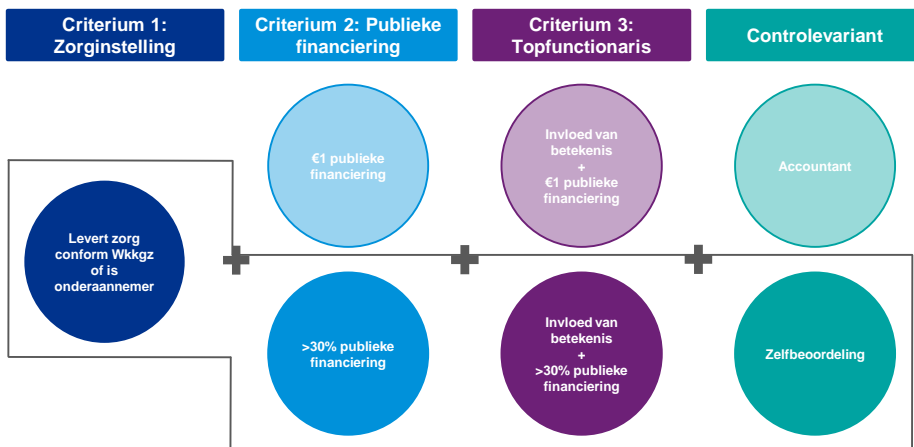 Criterium 1:
Zorginstelling
Criterium 2: Publieke
financiering
Criterium 3:
Topfunctionaris
Controlevariant
Levert zorg
conform Wkkgz
of is
onderaannemer
€1 publieke
financiering
Invloed van
betekenis
+
€1 publieke
financiering
Accountant
>30% publieke
financiering
Invloed van
betekenis
+
>30% publieke
financiering
Zelfbeoordeling